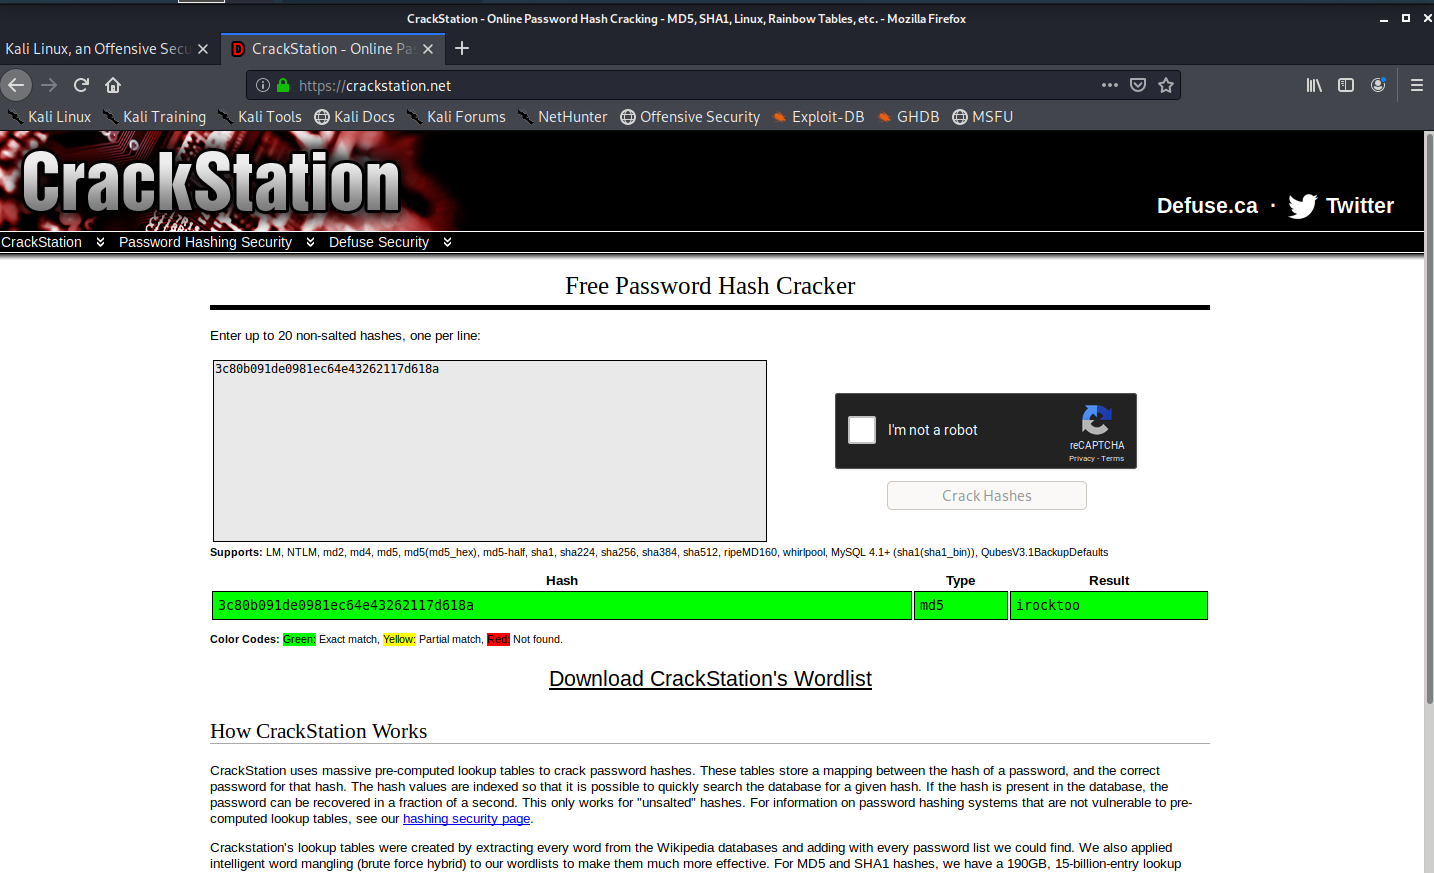 CrackStation - Online Password Hash Cracking - MD5, SHA1, Linux, Rainbow Tables, etc. - Mozilla Firefox
Kali Linux, an Offensive Secu
CrackStation - Online Pa
https://crackstation.net
Kali Linux Kali Training Kali Tools Kali Docs Kali Forums NetHunter Offensive Security Exploit-DB GHDB MSFU
CrackStation
Defuse.ca · Twitter
CrackStation Password Hashing Security Defuse Security
Free Password Hash Cracker
Enter up to 20 non-salted hashes, one per line:
3c80b091de0981ec64e43262117d618a
I'm not a robot
reCAPTCHA
Privacy - Terms
Crack Hashes
Supports: LM, NTLM, md2, md4, md5, md5(md5_hex), md5-half, sha1, sha224, sha256, sha384, sha512, ripeMD160, whirlpool, MySQL 4.1+ (sha1(sha1_bin)), QubesV3.1BackupDefaults
Hash Type Result
3c80b091de0981ec64e43262117d618a md5 irocktoo
Color Codes: Green: Exact match, Yellow: Partial match, Red: Not found.
Download CrackStation's Wordlist
How CrackStation Works
CrackStation uses massive pre-computed lookup tables to crack password hashes. These tables store a mapping between the hash of a password, and the correct
password for that hash. The hash values are indexed so that it is possible to quickly search the database for a given hash. If the hash is present in the database, the
password can be recovered in a fraction of a second. This only works for "unsalted" hashes. For information on password hashing systems that are not vulnerable to pre-
computed lookup tables, see our hashing security page.
Crackstation's lookup tables were created by extracting every word from the Wikipedia databases and adding with every password list we could find. We also applied
intelligent word mangling (brute force hybrid) to our wordlists to make them much more effective. For MD5 and SHA1 hashes, we have a 190GB, 15-billion-entry lookup